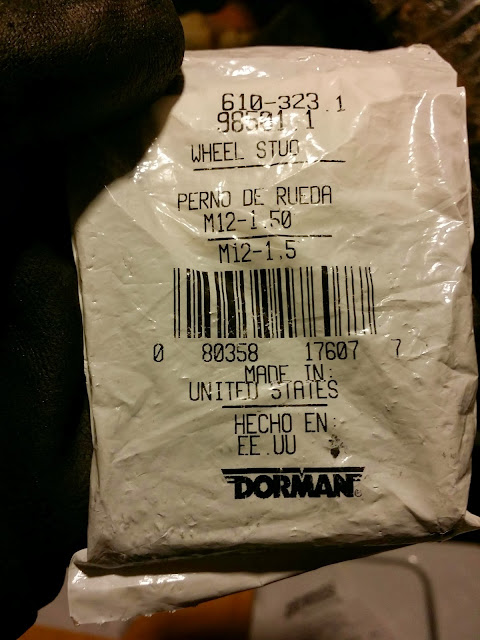 610-323.1
98501.1
WHEEL STUD
PERNO DE RUEDA
M12-1.50
M12-1.5
0 80358 17607 7
MADE IN:
UNITED STATES
HECHO EN:
EE.UU
DORMAN